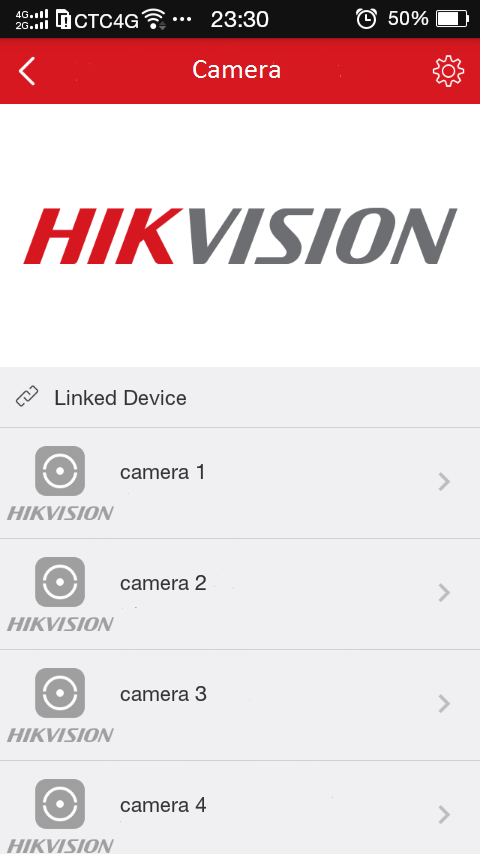 4G 2G CTC4G 23:30 50%
Camera
HIKVISION
Linked Device
camera 1
HIKVISION
camera 2
HIKVISION
camera 3
HIKVISION
camera 4
HIKVISION